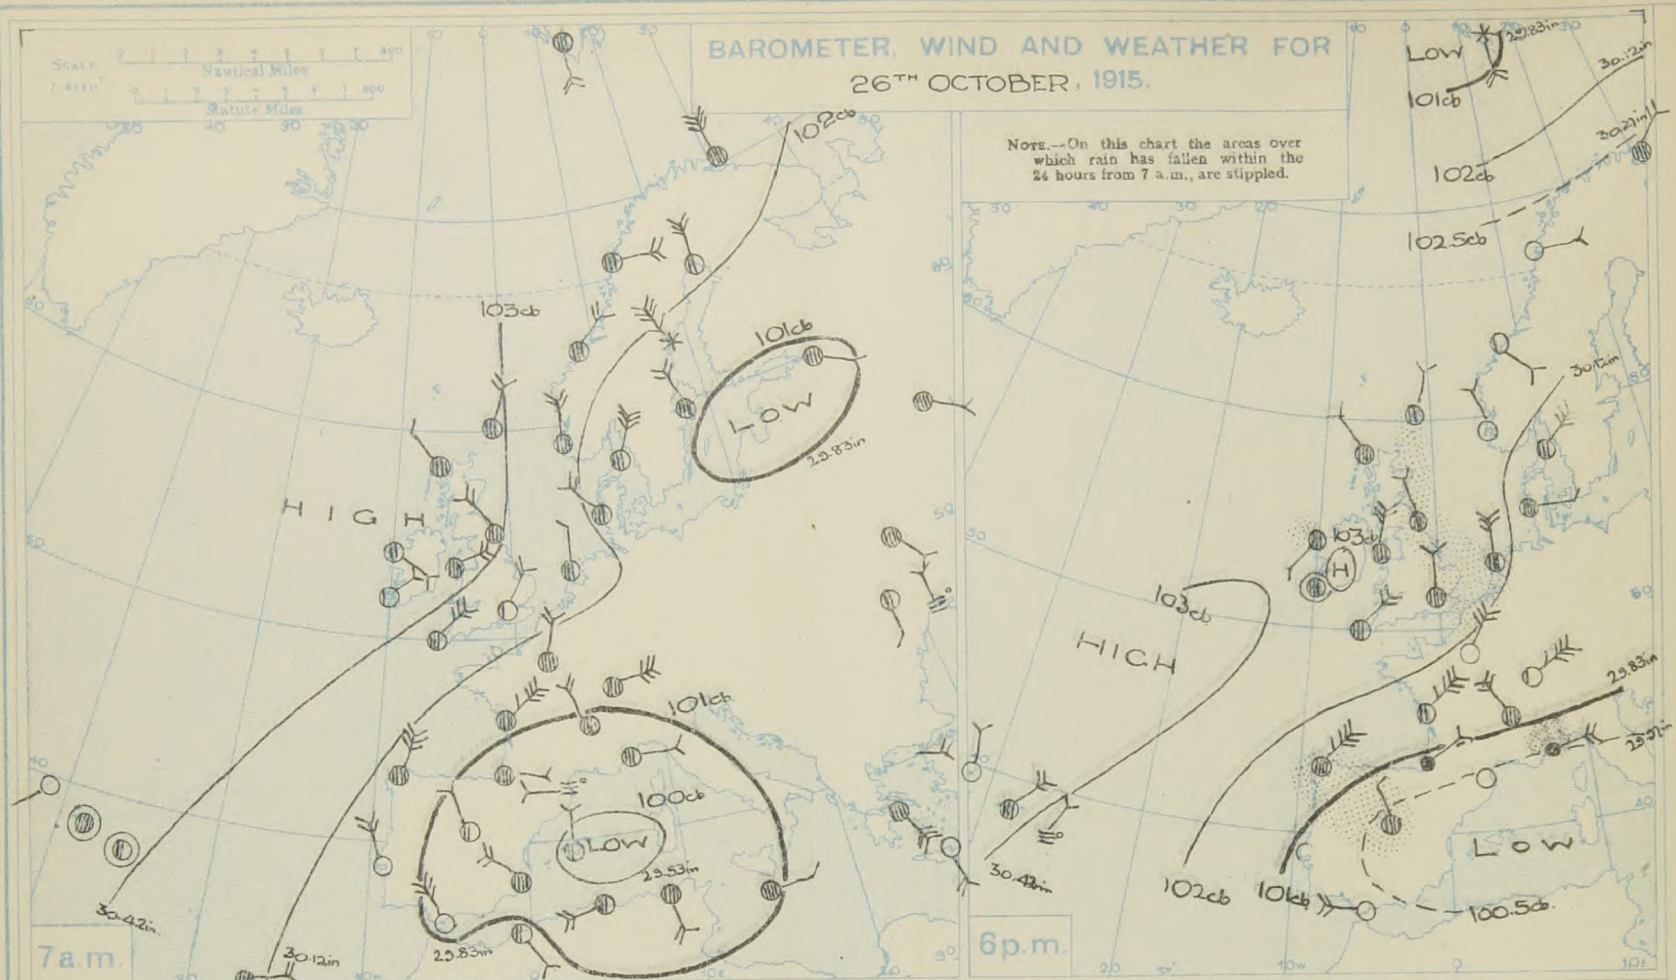 SCALE
Nautical Miles
400
Statute Miles
BAROMETER, WIND AND WEATHER FOR
26TH OCTOBER, 1915.
NOTE.--On this chart the areas over
which rain has fallen within the
24 hours from 7 a.m., are stippled.
102cb
103cb
101cb
LOW
29.83in
HIGH
101cb
100cb
LOW
29.53in
29.83in
30.42in
30.12in
7a.m.
LOW
29.83in
101cb
30.12in
102cb
30.27in
102.5cb
30.12in
103cb
H
103cb
HIGH
29.83in
LOW
30.42in
102cb
101cb
100.5cb.
6p.m.